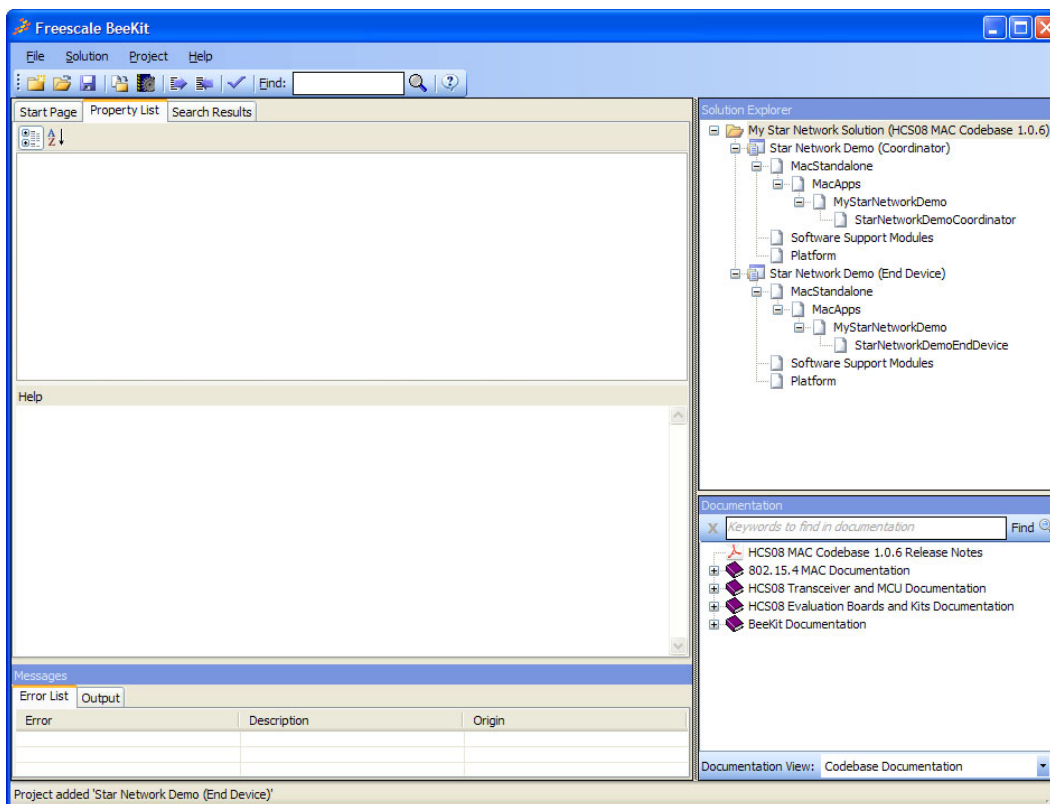 Freescale BeeKit
File Solution Project Help
Find:
Start Page Property List Search Results
Help
Messages
Error List Output
Error Description Origin
Solution Explorer
My Star Network Solution (HCS08 MAC Codebase 1.0.6)
Star Network Demo (Coordinator)
MacStandalone
MacApps
MyStarNetworkDemo
StarNetworkDemoCoordinator
Software Support Modules
Platform
Star Network Demo (End Device)
MacStandalone
MacApps
MyStarNetworkDemo
StarNetworkDemoEndDevice
Software Support Modules
Platform
Documentation
Keywords to find in documentation Find
HCS08 MAC Codebase 1.0.6 Release Notes
802.15.4 MAC Documentation
HCS08 Transceiver and MCU Documentation
HCS08 Evaluation Boards and Kits Documentation
BeeKit Documentation
Documentation View: Codebase Documentation
Project added 'Star Network Demo (End Device)'